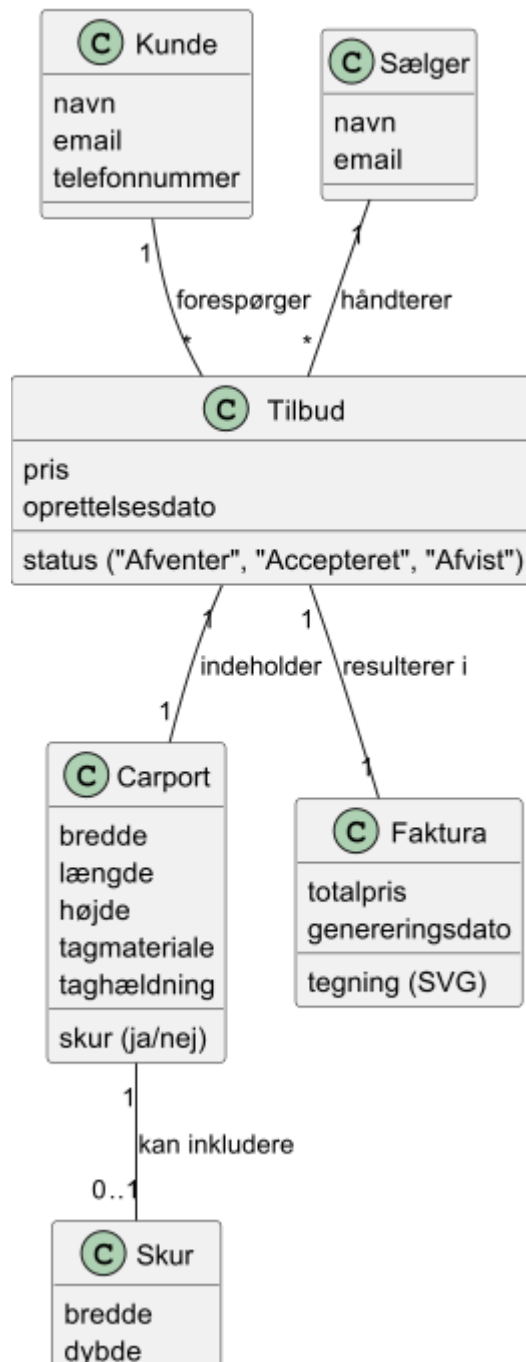 C Kunde
navn
email
telefonnummer
C Sælger
navn
email
1
1
forespørger
håndterer
*
*
C Tilbud
pris
oprettelsesdato
status ("Afventer", "Accepteret", "Afvist")
1
1
indeholder
resulterer i
1
1
C Carport
bredde
længde
højde
tagmateriale
taghældning
skur (ja/nej)
C Faktura
totalpris
genereringsdato
tegning (SVG)
1
kan inkludere
0..1
C Skur
bredde
dybde